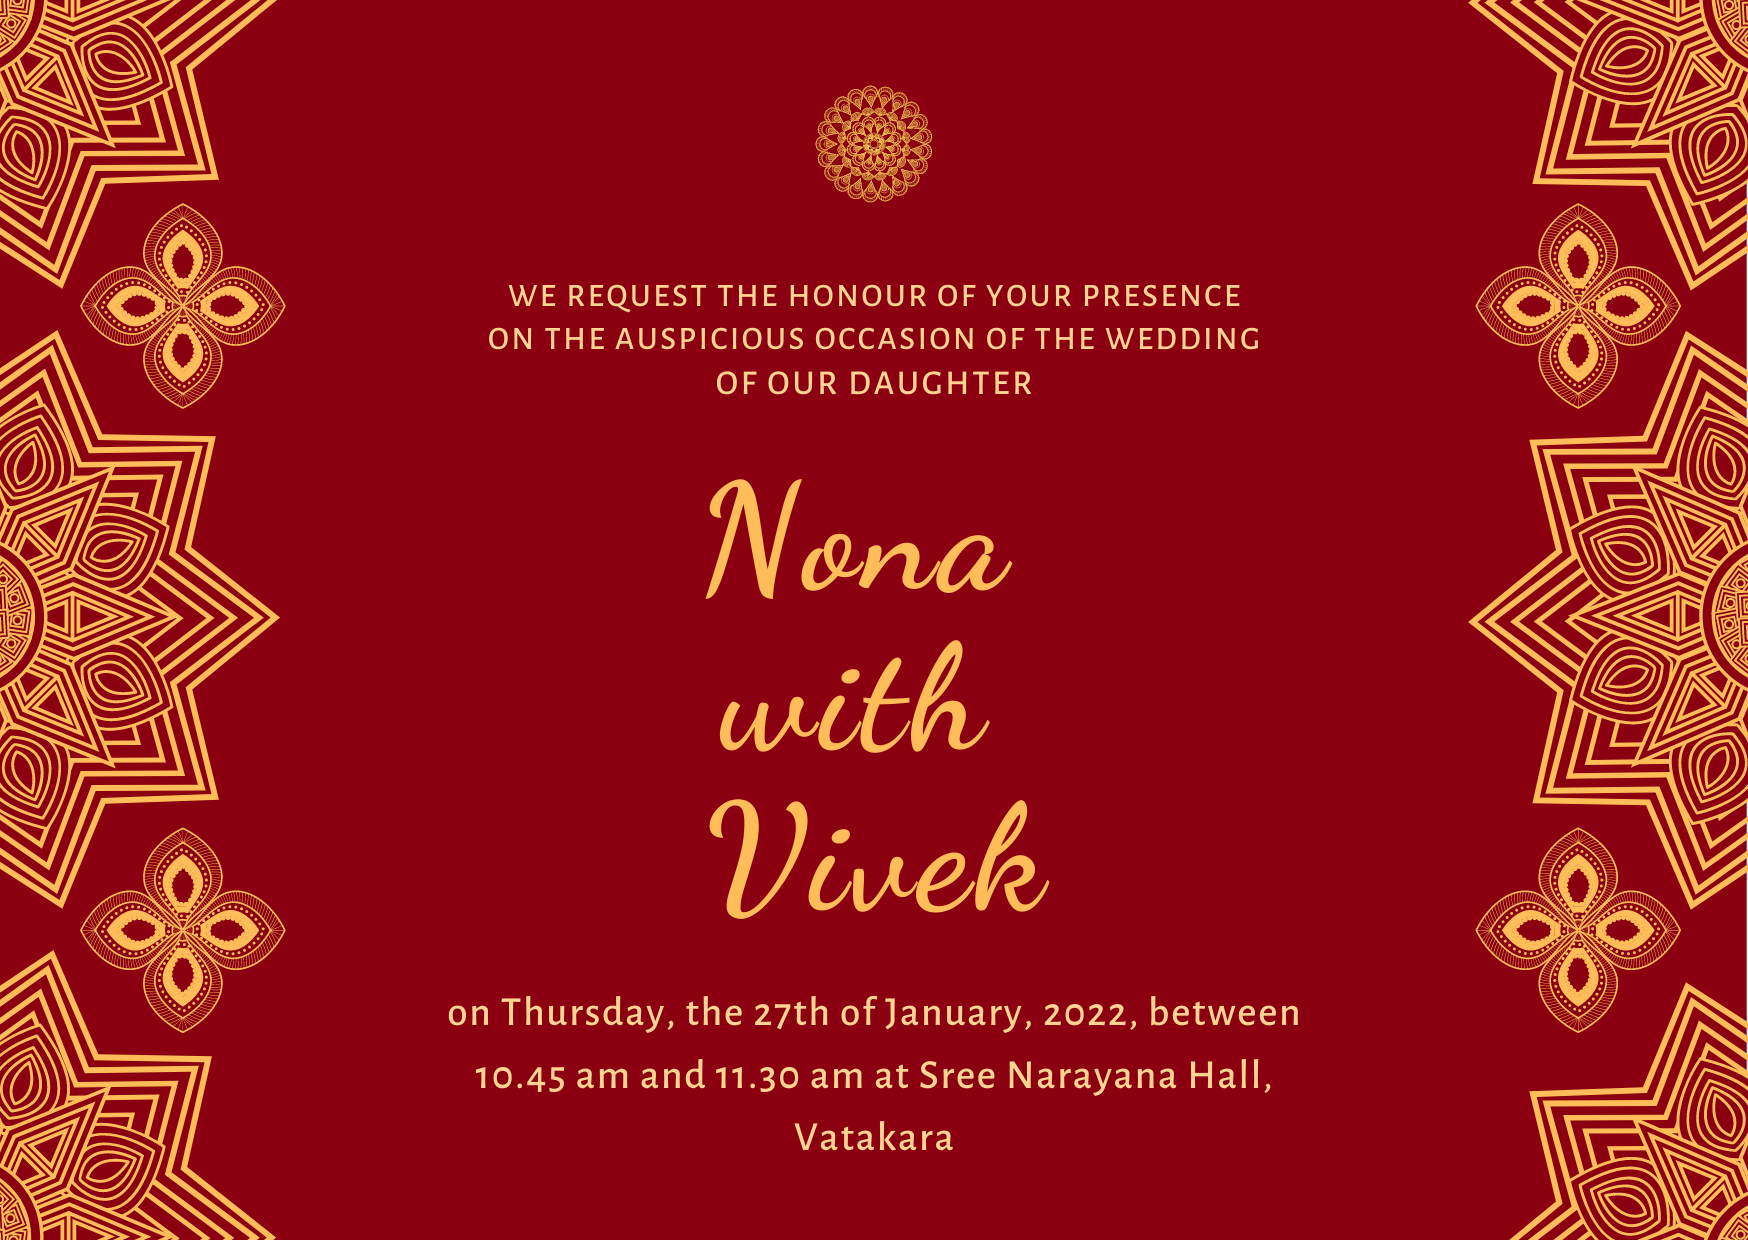 WE REQUEST THE HONOUR OF YOUR PRESENCE
ON THE AUSPICIOUS OCCASION OF THE WEDDING
OF OUR DAUGHTER
Nona
with
Vivek
on Thursday, the 27th of January, 2022, between
10.45 am and 11.30 am at Sree Narayana Hall,
Vatakara